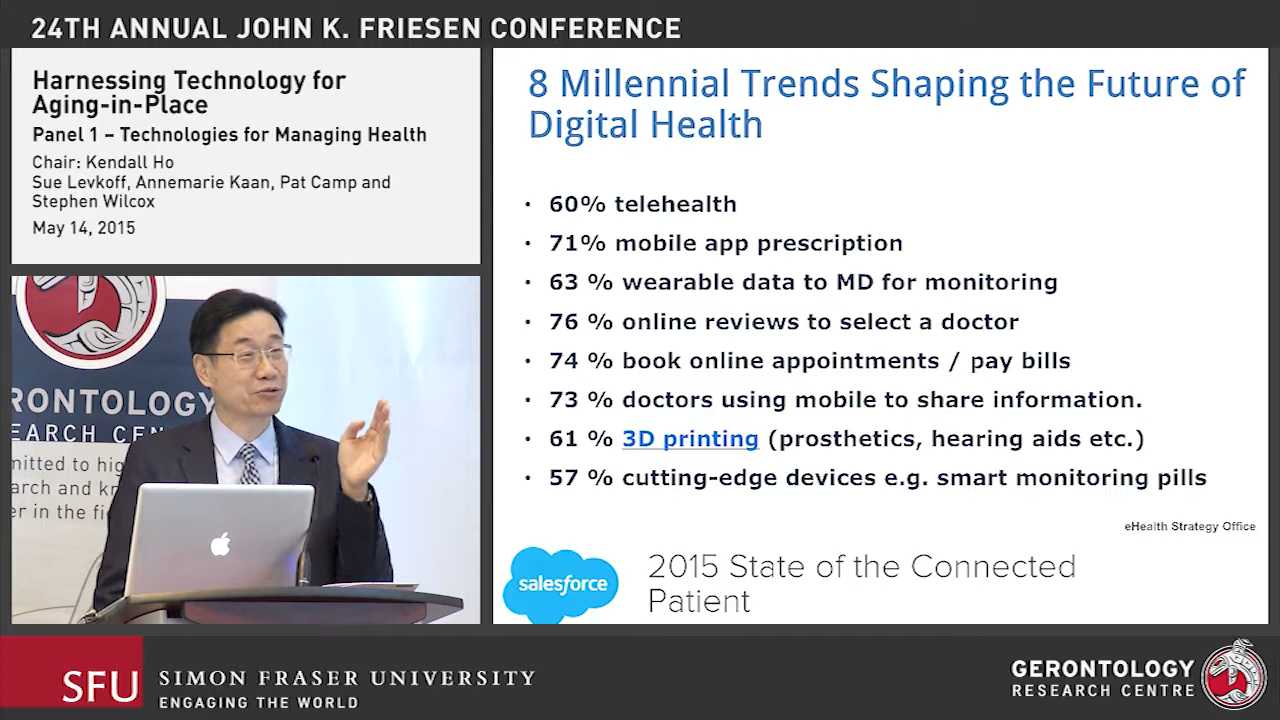 24TH ANNUAL JOHN K. FRIESEN CONFERENCE
Harnessing Technology for
Aging-in-Place
Panel 1 – Technologies for Managing Health
Chair: Kendall Ho
Sue Levkoff, Annemarie Kaan, Pat Camp and
Stephen Wilcox
May 14, 2015
8 Millennial Trends Shaping the Future of
Digital Health
• 60% telehealth
• 71% mobile app prescription
• 63 % wearable data to MD for monitoring
• 76 % online reviews to select a doctor
• 74 % book online appointments / pay bills
• 73 % doctors using mobile to share information.
• 61 % 3D printing (prosthetics, hearing aids etc.)
• 57 % cutting-edge devices e.g. smart monitoring pills
eHealth Strategy Office
salesforce
2015 State of the Connected
Patient
RONTOLOGY
EARCH CEN
mitted to hig
arch and kn
er in the fi
SFU SIMON FRASER UNIVERSITY
ENGAGING THE WORLD
GERONTOLOGY
RESEARCH CENTRE